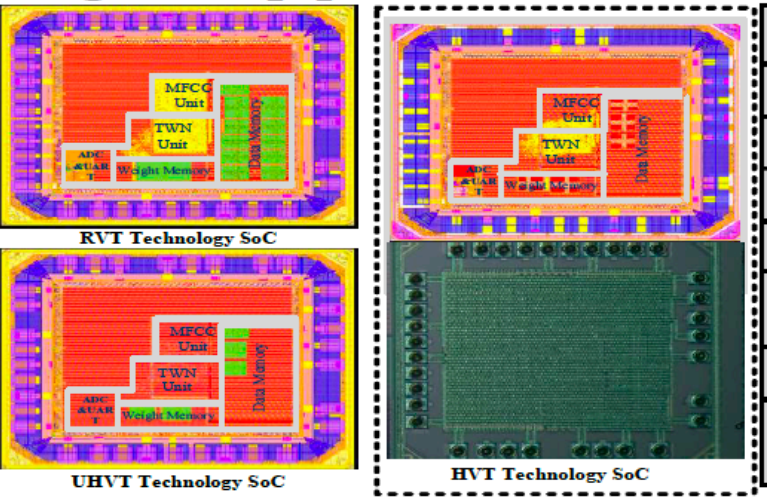 MFCC
Unit
TWN
Unit
ADC
&UAR
T
Weight Memory
Data Memory
RVT Technology SoC
MFCC
Unit
TWN
Unit
ADC
&UAR
T
Weight Memory
Data Memory
UHVT Technology SoC
MFCC
Unit
TWN
Unit
ADC
&UAR
T
Weight Memory
Data Memory
HVT Technology SoC